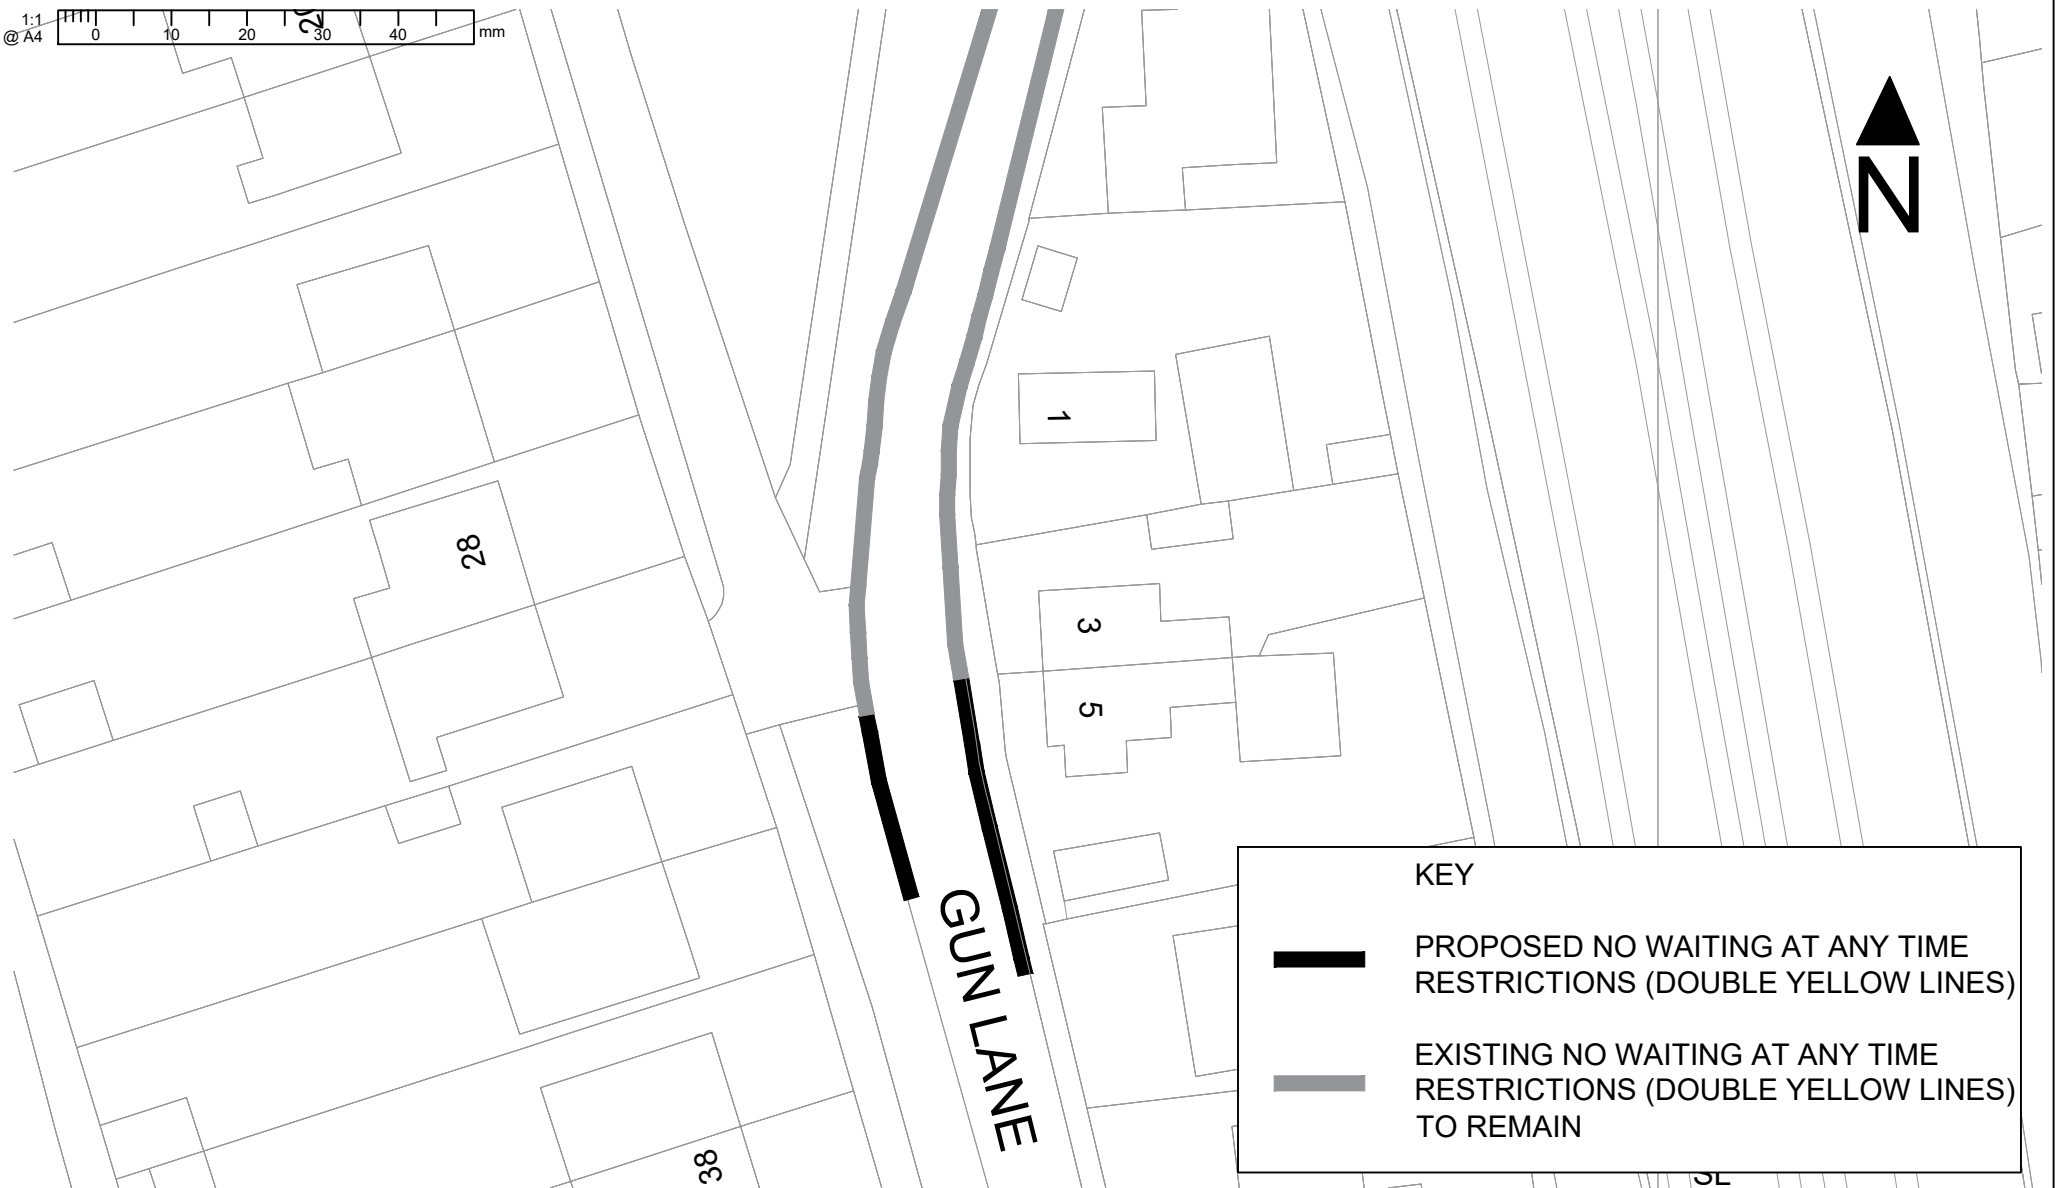 1:1
@ A4
0 10 20 30 40 mm
N
1
28
3
5
GUN LANE
38
KEY
PROPOSED NO WAITING AT ANY TIME
RESTRICTIONS (DOUBLE YELLOW LINES)
EXISTING NO WAITING AT ANY TIME
RESTRICTIONS (DOUBLE YELLOW LINES)
TO REMAIN